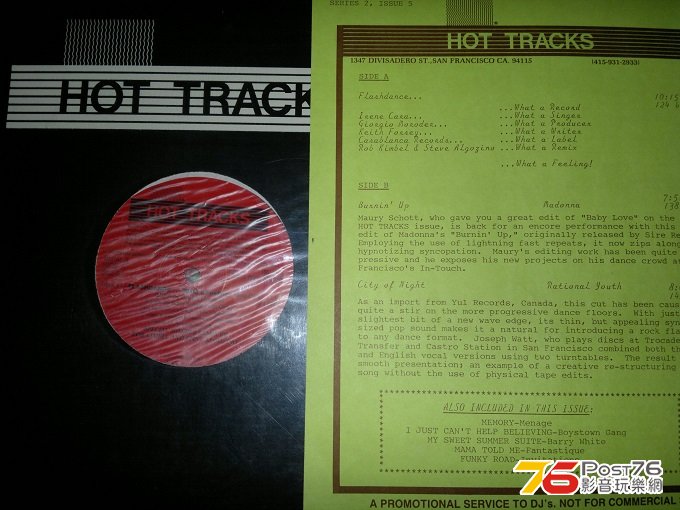 HOT TRACK
HOT TRACKS
SERIES 2, ISSUE 5
HOT TRACKS
1347 DIVISADERO ST.,SAN FRANCISCO CA. 94115 (415-931-2933)
SIDE A
Flashdance... 10:15
124
Irene Cara... ...What a Record
...What a Singer
Giorgio Moroder... ...What a Producer
Keith Forsey... ...What a Writer
Casablanca Records... ...What a Label
Rob Kimbel & Steve Algozino ...What a Remix
...What a Feeling!
SIDE B
Burnin' Up Madonna 7:5
138
Maury Schott, who gave you a great edit of "Baby Love" on the
HOT TRACKS issue, is back for an encore performance with this
edit of Madonna's "Burnin' Up," originally released by Sire Re
Employing the use of lightning fast repeats, it now zips along
hypnotizing syncopation. Maury's editing work has been quite
pressive and he exposes his new projects on his dance crowd a
Francisco's In-Touch.
City of Night Rational Youth 8:
14
As an import from Yul Records, Canada, this cut has been caus
quite a stir on the more progressive dance floors. With just
slightest bit of a new wave edge, its thin, but appealing syn
sized pop sound makes it a natural for introducing a rock fla
to any dance format. Joseph Watt, who plays discs at Trocade
Transfer and Castro Station in San Francisco combined both th
and English vocal versions using two turntables. The result
smooth presentation; an example of a creative re-structuring
song without the use of physical tape edits.
ALSO INCLUDED IN THIS ISSUE:
MEMORY-Menage
I JUST CAN'T HELP BELIEVING-Boystown Gang
MY SWEET SUMMER SUITE-Barry White
MAMA TOLD ME-Fantastique
FUNKY ROAD-
A PROMOTIONAL SERVICE TO DJ's. NOT FOR COMMERCIAL
76 Post76
影音玩樂網